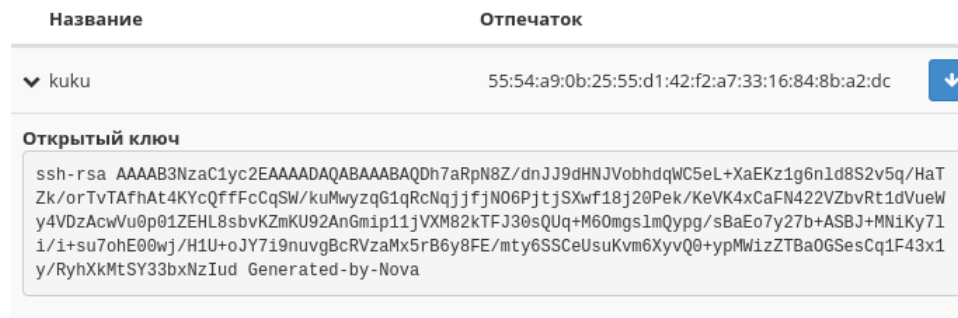 Название Отпечаток
kuku 55:54:a9:0b:25:55:d1:42:f2:a7:33:16:84:8b:a2:dc
Открытый ключ
ssh-rsa AAAAB3NzaC1yc2EAAAADAQABAAABAQDh7aRpN8Z/dnJJ9dHNJVobhdqWC5eL+XaEKz1g6nld8S2v5q/HaT
Zk/orTvTAfhAt4KYcQffFcCqSW/kuMwyzqG1qRcNqjjfjNO6PjtjSXwf18j20Pek/KeVK4xCaFN422VZbvRt1dVueW
y4VDzAcwVu0p01ZEHL8sbvKZmKU92AnGmip11jVXM82kTFJ30sQUq+M6OmgslmQypg/sBaEo7y27b+ASBJ+MNiKy7l
i/i+su7ohE00wj/H1U+oJY7i9nuvgBcRVzaMx5rB6y8FE/mty6SSCeUsuKvm6XyvQ0+ypMWizZTBaOGSesCq1F43x1
y/RyhXkMtSY33bxNzIud Generated-by-Nova